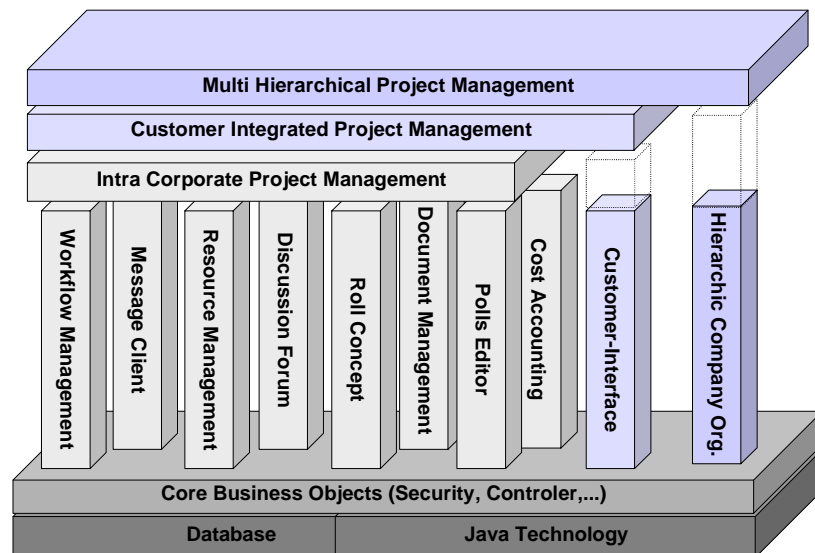 Multi Hierarchical Project Management
Customer Integrated Project Management
Intra Corporate Project Management
Workflow Management
Message Client
Resource Management
Discussion Forum
Roll Concept
Document Management
Polls Editor
Cost Accounting
Customer-Interface
Hierarchic Company Org.
Core Business Objects (Security, Controler,...)
Database
Java Technology